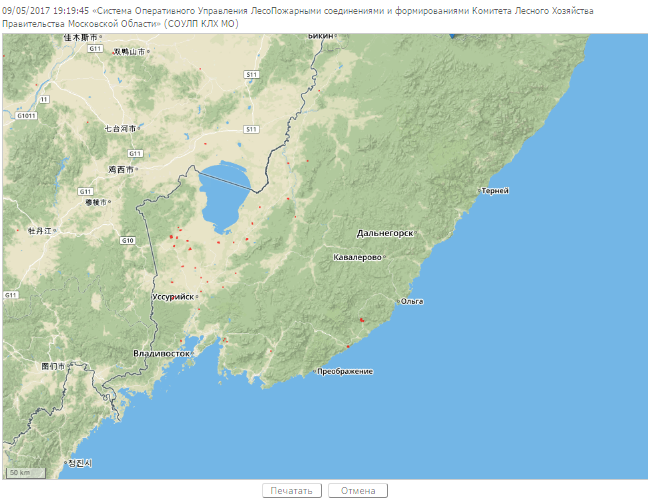 09/05/2017 19:19:45 «Система Оперативного Управления ЛесоПожарными соединениями и формированиями Комитета Лесного Хозяйства
Правительства Московской Области» (СОУЛП КЛХ МО)
佳木斯市
Бикин
G11
双鸭山市
S11
11
G1011
七台河市
S11
G11
鸡西市
G11
穆棱市
Терней
牡丹江
G10
Дальнегорск
Кавалерово
G11
Уссурийск
Ольга
Владивосток
图们市
Преображение
청진시
50 km
Печатать Отмена